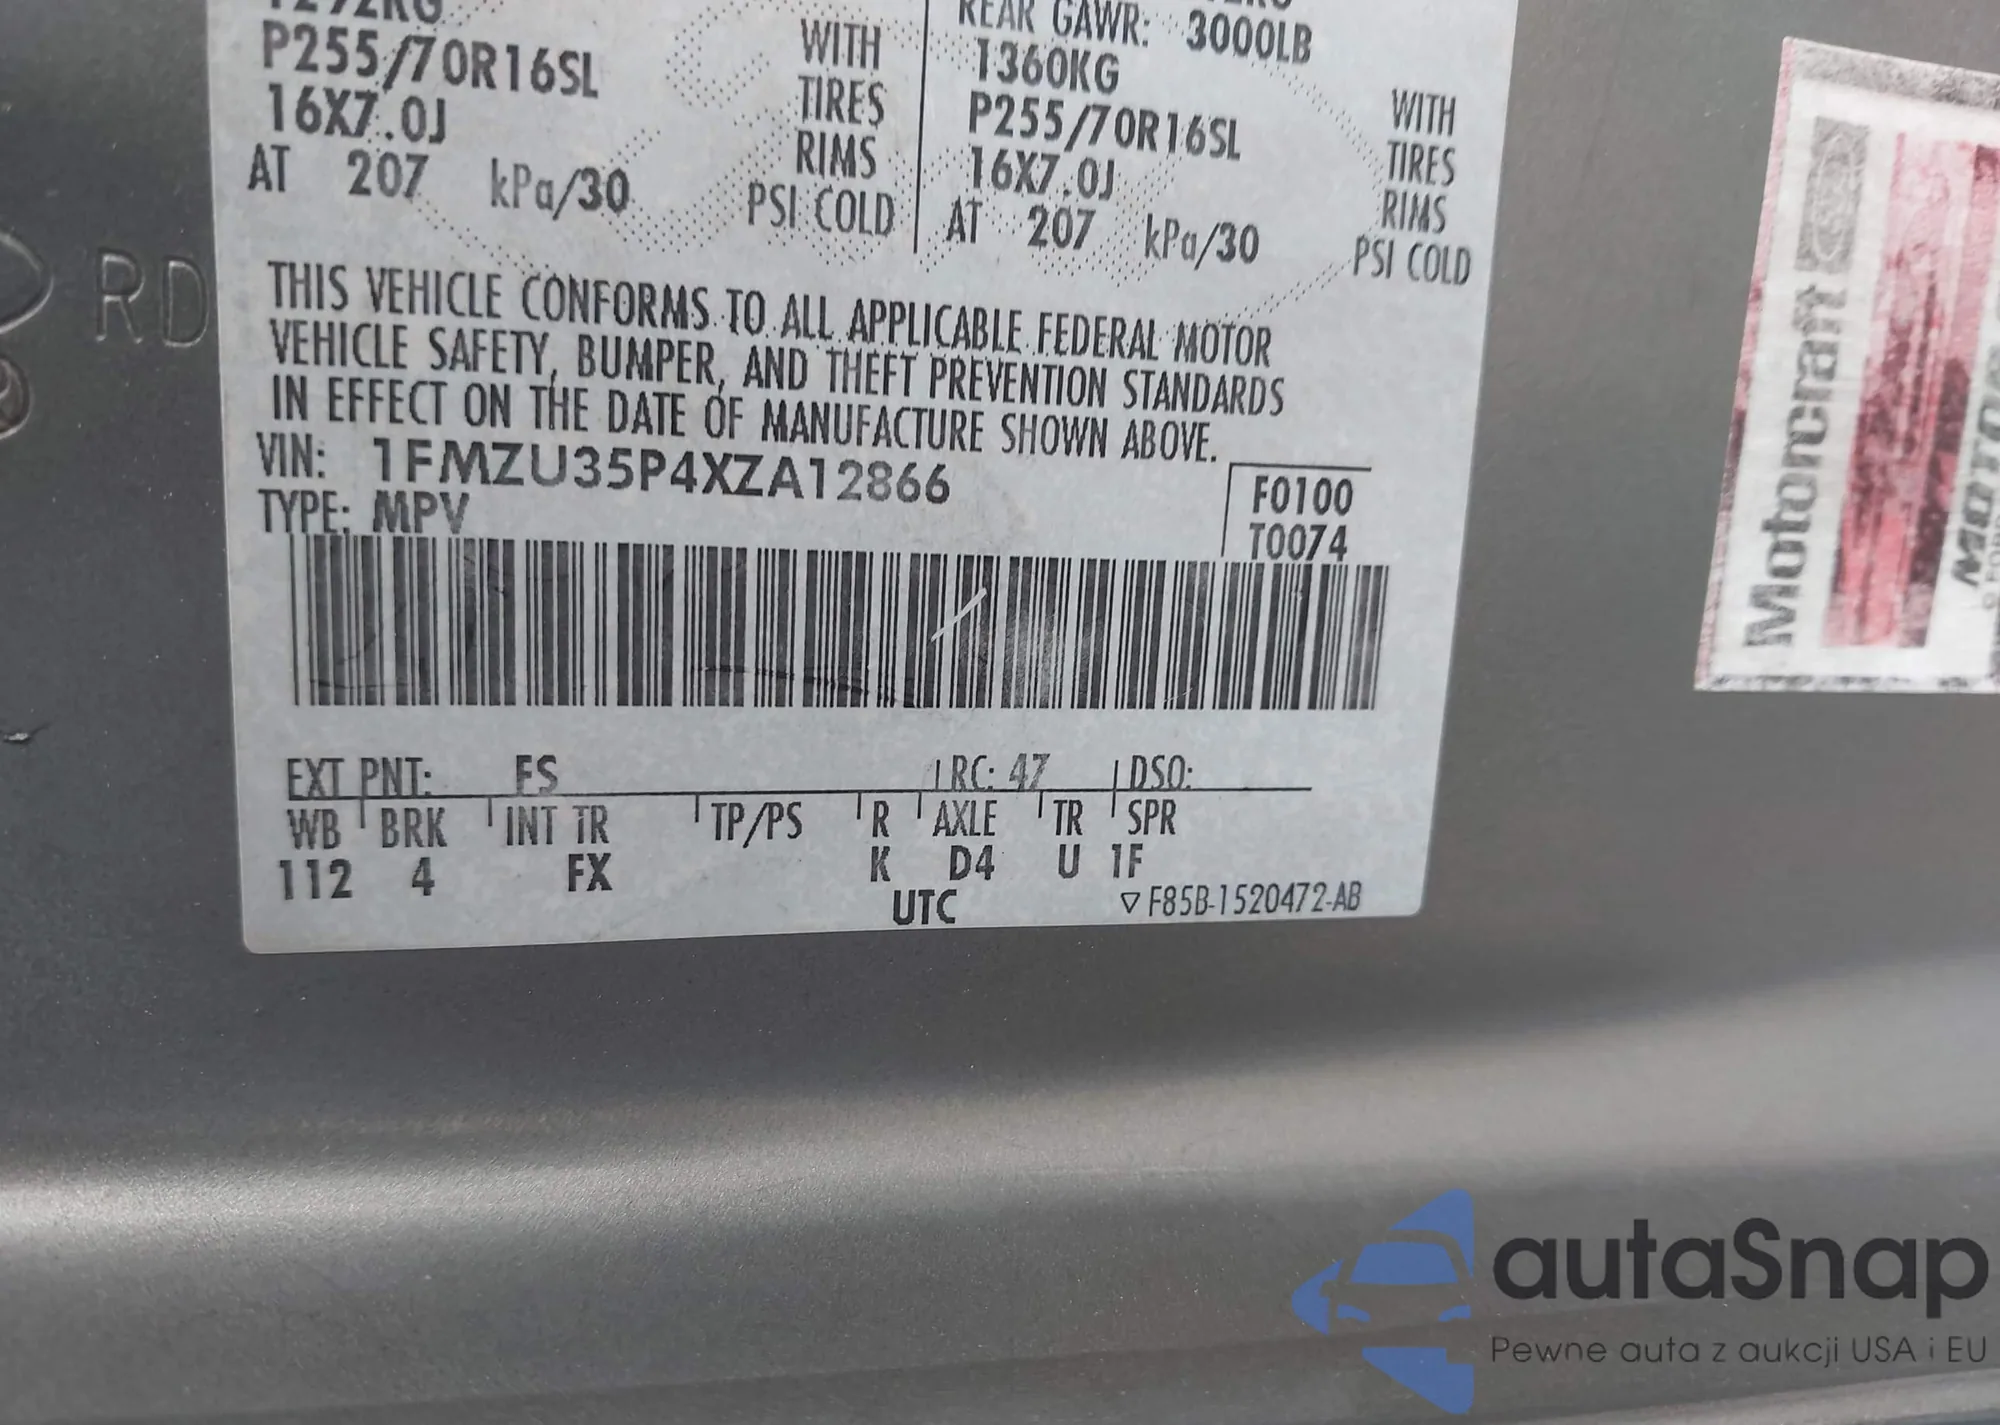 1292KG
P255/70R16SL
WITH
TIRES
16X7.0J
RIMS
AT 207 kPa/30 PSI COLD
REAR GAWR: 3000LB
1360KG
WITH
P255/70R16SL
TIRES
16X7.0J
RIMS
AT 207 kPa/30 PSI COLD
RD
THIS VEHICLE CONFORMS TO ALL APPLICABLE FEDERAL MOTOR
VEHICLE SAFETY, BUMPER, AND THEFT PREVENTION STANDARDS
IN EFFECT ON THE DATE OF MANUFACTURE SHOWN ABOVE.
VIN: 1FMZU35P4XZA12866
F0100
TYPE: MPV
T0074
EXT PNT: FS RC: 47 DSO:
WB BRK INT TR TP/PS R AXLE TR SPR
112 4 FX K D4 U 1F
UTC
F85B-1520472-AB
Motorcraft
autaSnap
Pewne auta z aukcji USA i EU